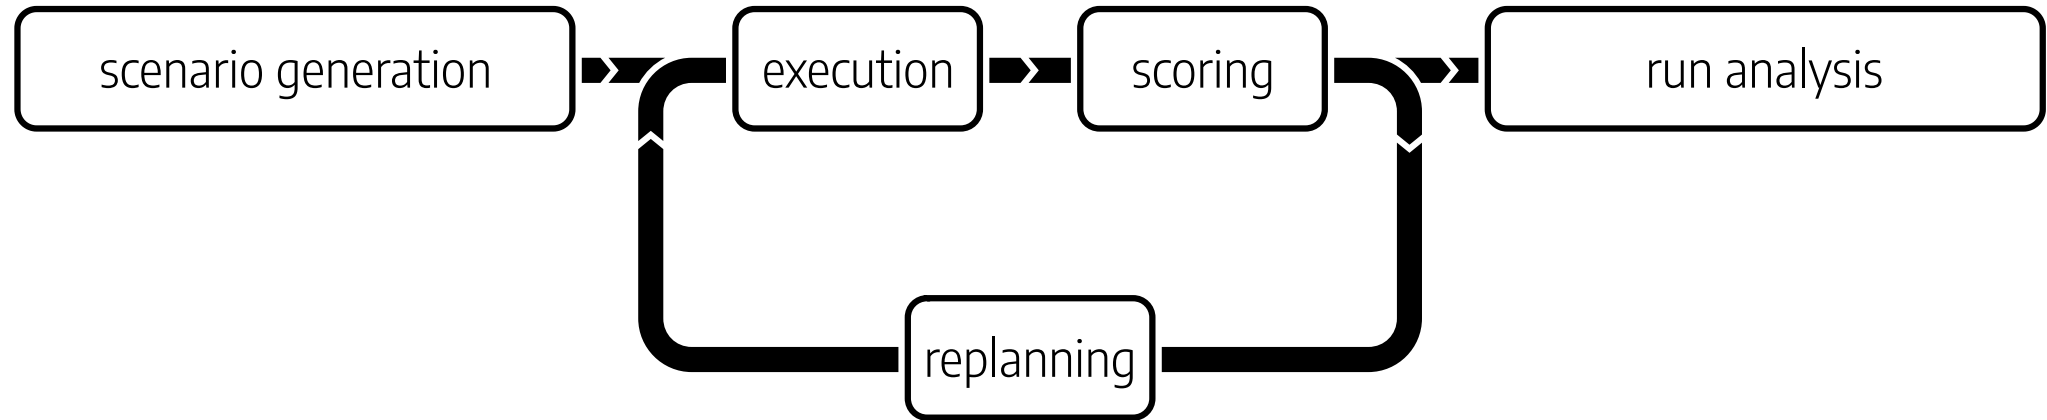 scenario generation
execution
scoring
run analysis
replanning